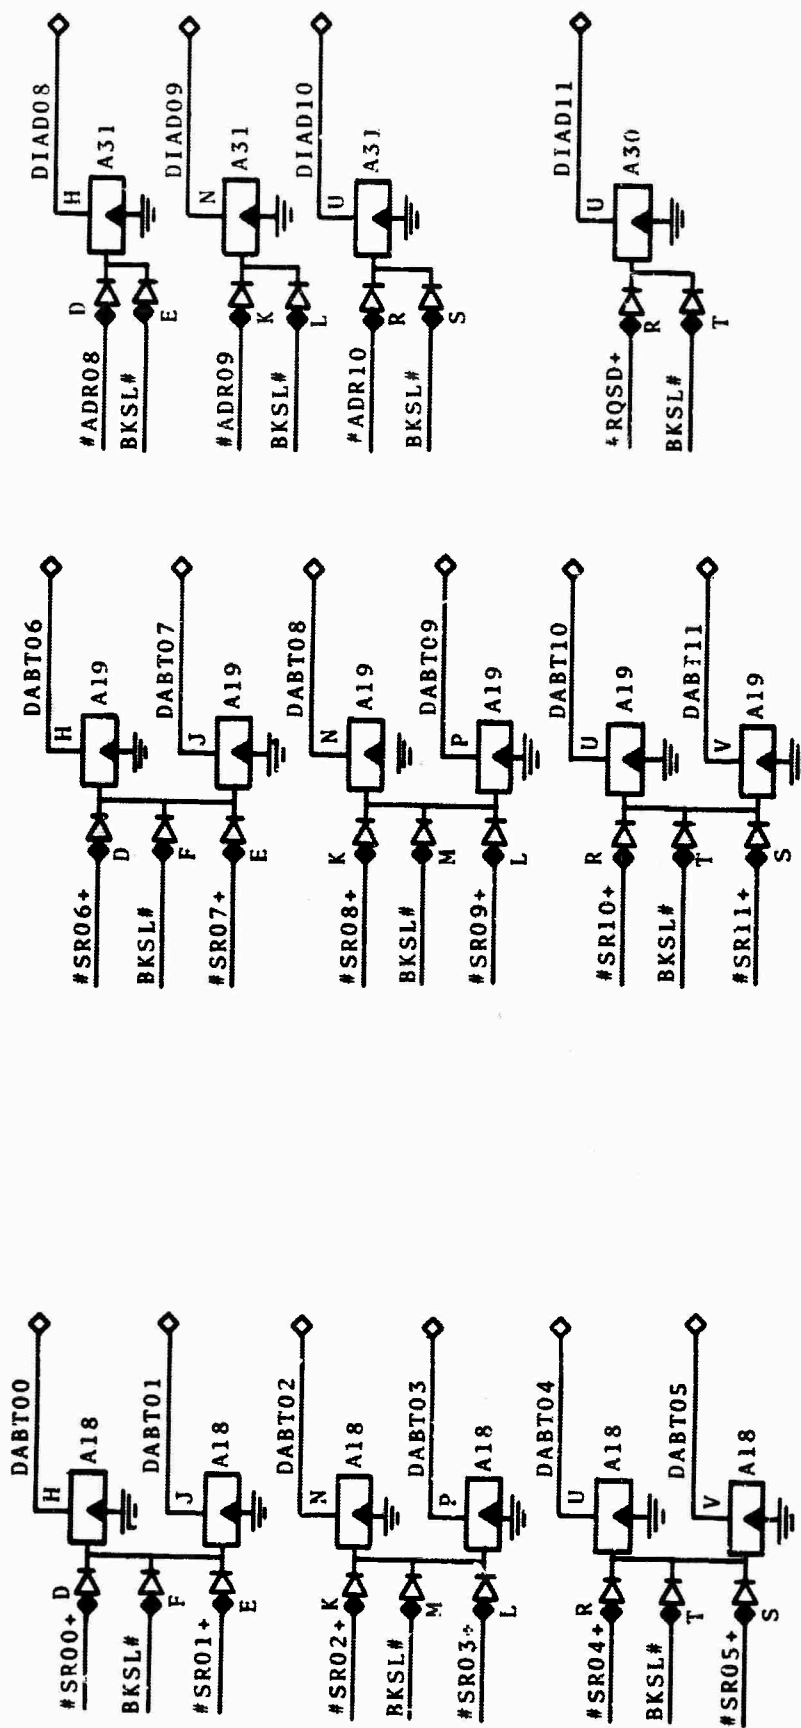 #ADR08
D
BKSL#
E
H
A31
DIAD08
#ADR09
K
BKSL#
L
N
A31
DIAD09
#ADR10
R
BKSL#
S
U
A31
DIAD10
RQSD+
R
BKSL#
T
U
A30
DIAD11
#SR06+
D
BKSL#
F
#SR07+
E
H
A19
DABT06
J
A19
DABT07
#SR08+
K
BKSL#
M
#SR09+
L
N
A19
DABT08
P
A19
DABT09
#SR10+
R
BKSL#
T
#SR11+
S
U
A19
DABT10
V
A19
DABT11
#SR00+
D
BKSL#
F
#SR01+
E
H
A18
DABT00
J
A18
DABT01
#SR02+
K
BKSL#
M
#SR03+
L
N
A18
DABT02
P
A18
DABT03
#SR04+
R
BKSL#
T
#SR05+
S
U
A18
DABT04
V
A18
DABT05